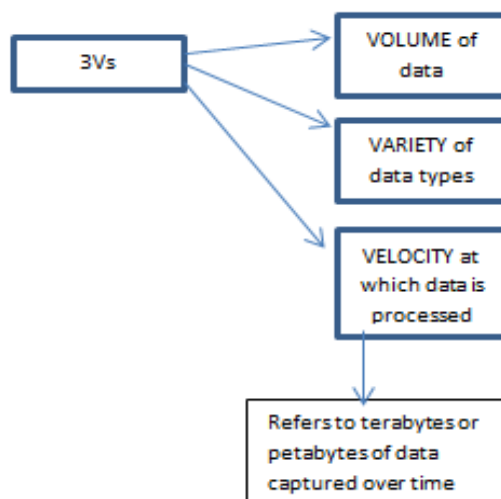 3Vs
VOLUME of
data
VARIETY of
data types
VELOCITY at
which data is
processed
Refers to terabytes or
petabytes of data
captured over time